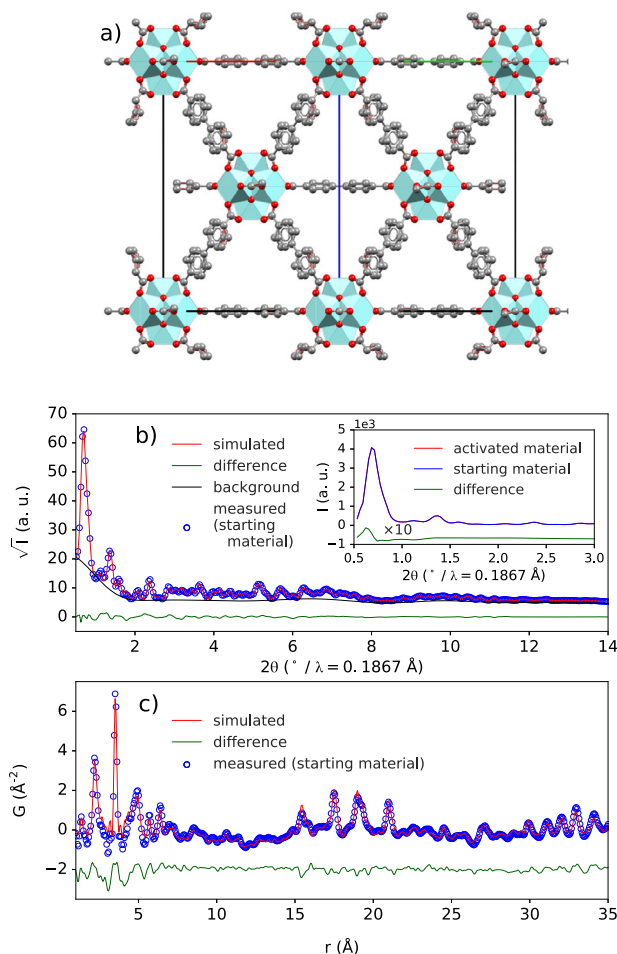 a)
b)
70
60
50
40
30
20
10
0
√I (a. u.)
simulated
difference
background
measured
(starting
material)
2 4 6 8 10 12 14
2θ (° / λ = 0.1867 Å)
1e3
5
4
3
2
1
0
−1
I (a. u.)
activated material
starting material
difference
×10
0.5 1.0 1.5 2.0 2.5 3.0
2θ (° / λ = 0.1867 Å)
c)
6
4
2
0
−2
G (Å⁻²)
simulated
difference
measured (starting material)
5 10 15 20 25 30 35
r (Å)